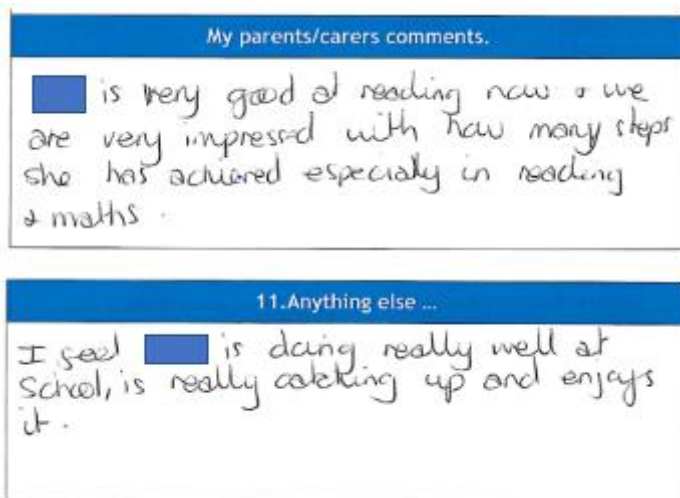 My parents/carers comments.
is very good at reading now & we
are very impressed with how many steps
she has achieved especially in reading
& maths.
11.Anything else ...
I feel is doing really well at
School, is really catching up and enjoys
it.